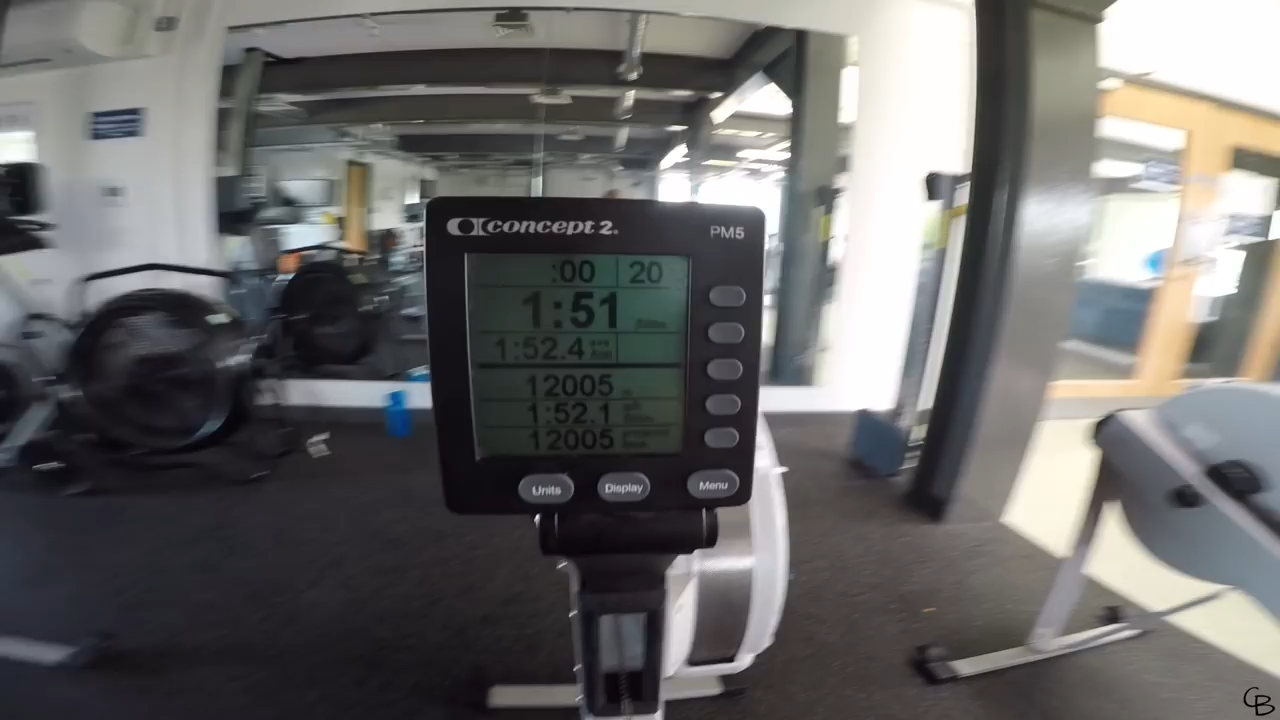 concept 2.
PM5
:00 20
1:51
1:52.4
12005
1:52.1
12005
Units Display Menu
CB